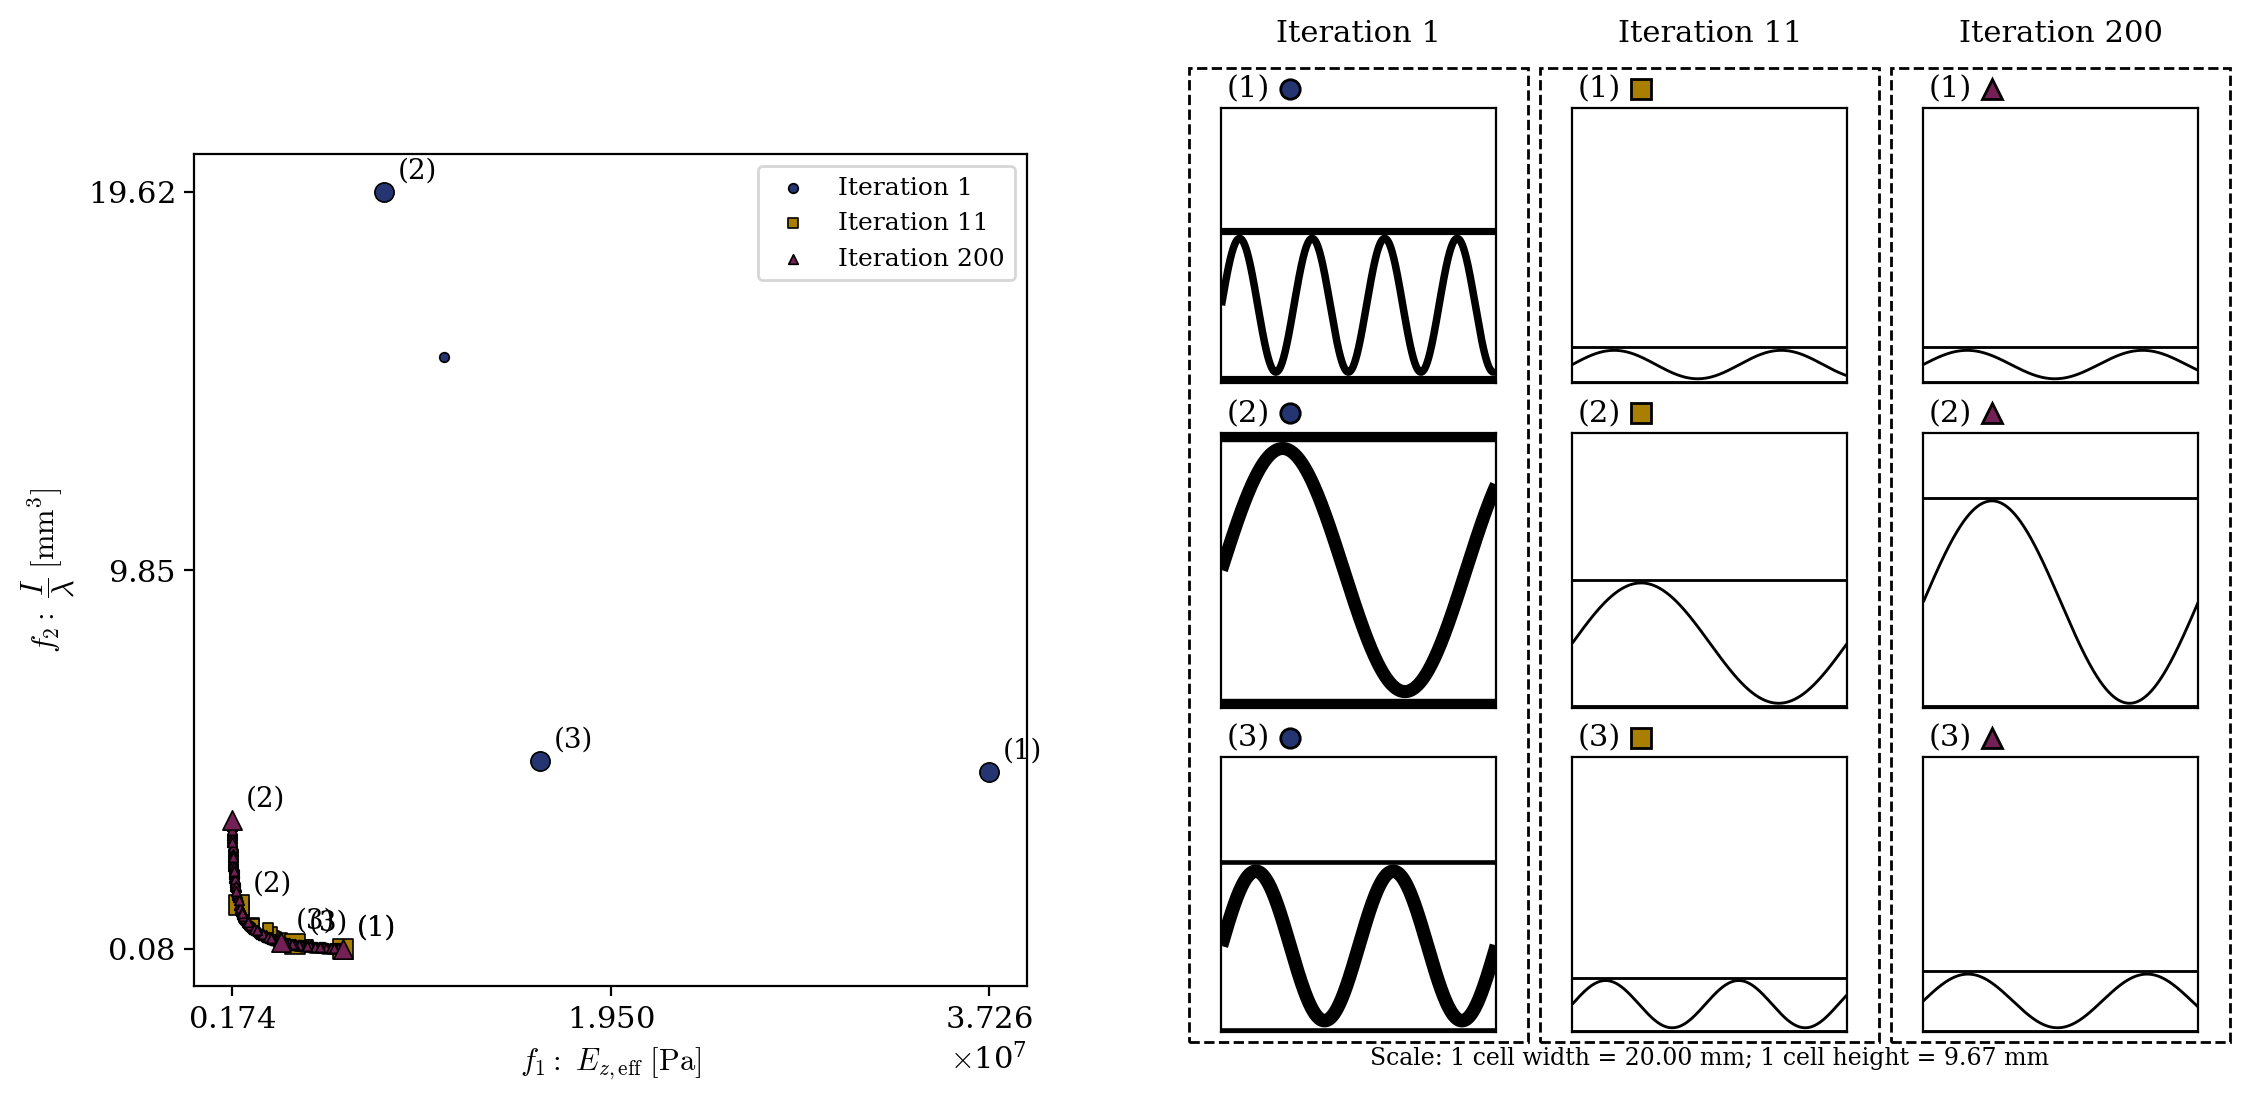 Iteration 1
Iteration 11
Iteration 200
(1)
(1)
(1)
(2)
(2)
(2)
(3)
(3)
(3)
Scale: 1 cell width = 20.00 mm; 1 cell height = 9.67 mm
Iteration 1
Iteration 11
Iteration 200
(2)
(3)
(1)
(2)
(2)
(3)
(3)
(1)
19.62
9.85
0.08
0.174
1.950
3.726
×10⁷
f₁: E_z,eff [Pa]
f₂: I/λ [mm³]